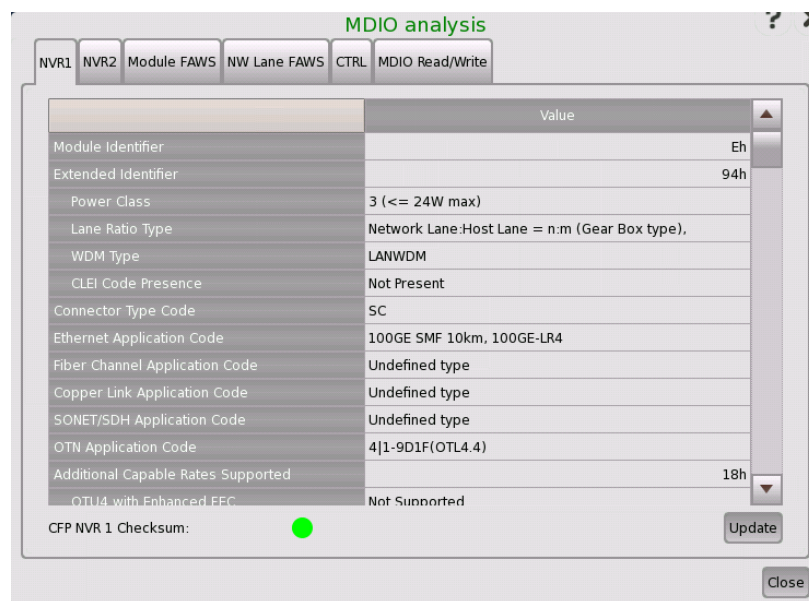 MDIO analysis ?
NVR1 NVR2 Module FAWS NW Lane FAWS CTRL MDIO Read/Write
Value
Module Identifier Eh
Extended Identifier 94h
Power Class 3 (<= 24W max)
Lane Ratio Type Network Lane:Host Lane = n:m (Gear Box type),
WDM Type LANWDM
CLEI Code Presence Not Present
Connector Type Code SC
Ethernet Application Code 100GE SMF 10km, 100GE-LR4
Fiber Channel Application Code Undefined type
Copper Link Application Code Undefined type
SONET/SDH Application Code Undefined type
OTN Application Code 4|1-9D1F(OTL4.4)
Additional Capable Rates Supported 18h
OTU4 with Enhanced FEC Not Supported
CFP NVR 1 Checksum: Update
Close